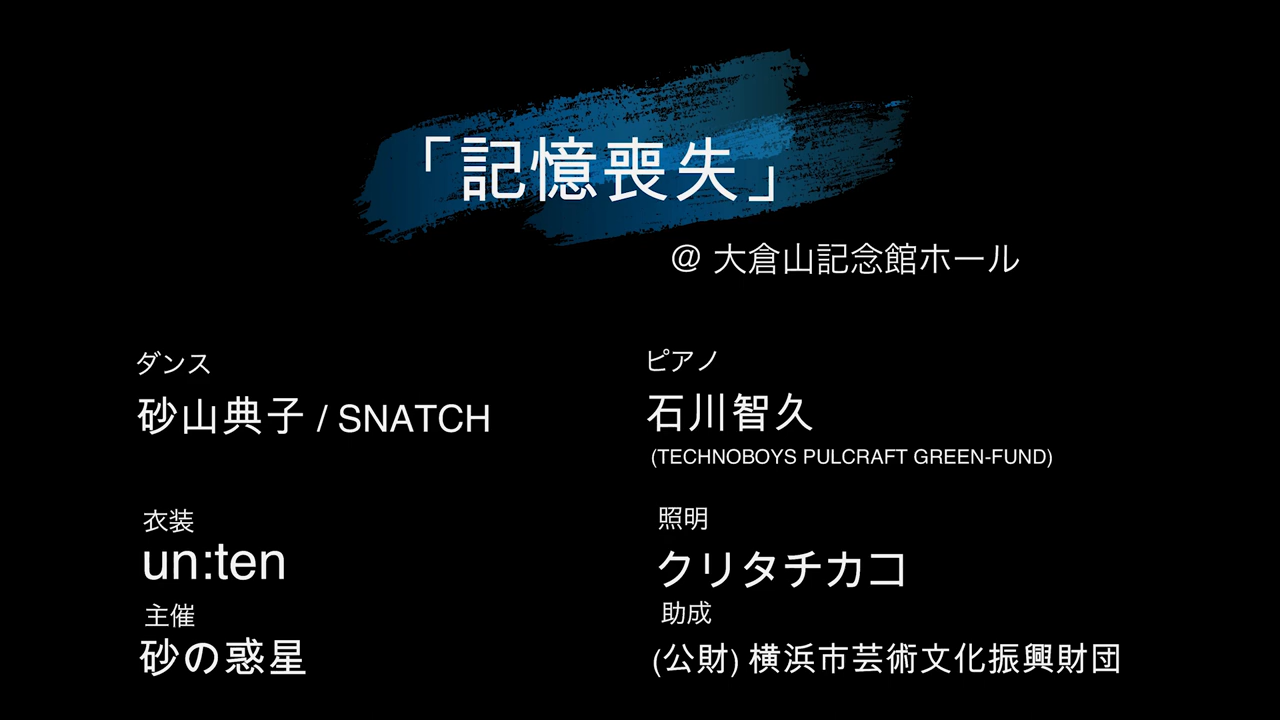 「記憶喪失」
@ 大倉山記念館ホール
ダンス
砂山典子 / SNATCH
ピアノ
石川智久
(TECHNOBOYS PULCRAFT GREEN-FUND)
衣装
un:ten
照明
クリタチカコ
主催
砂の惑星
助成
(公財) 横浜市芸術文化振興財団